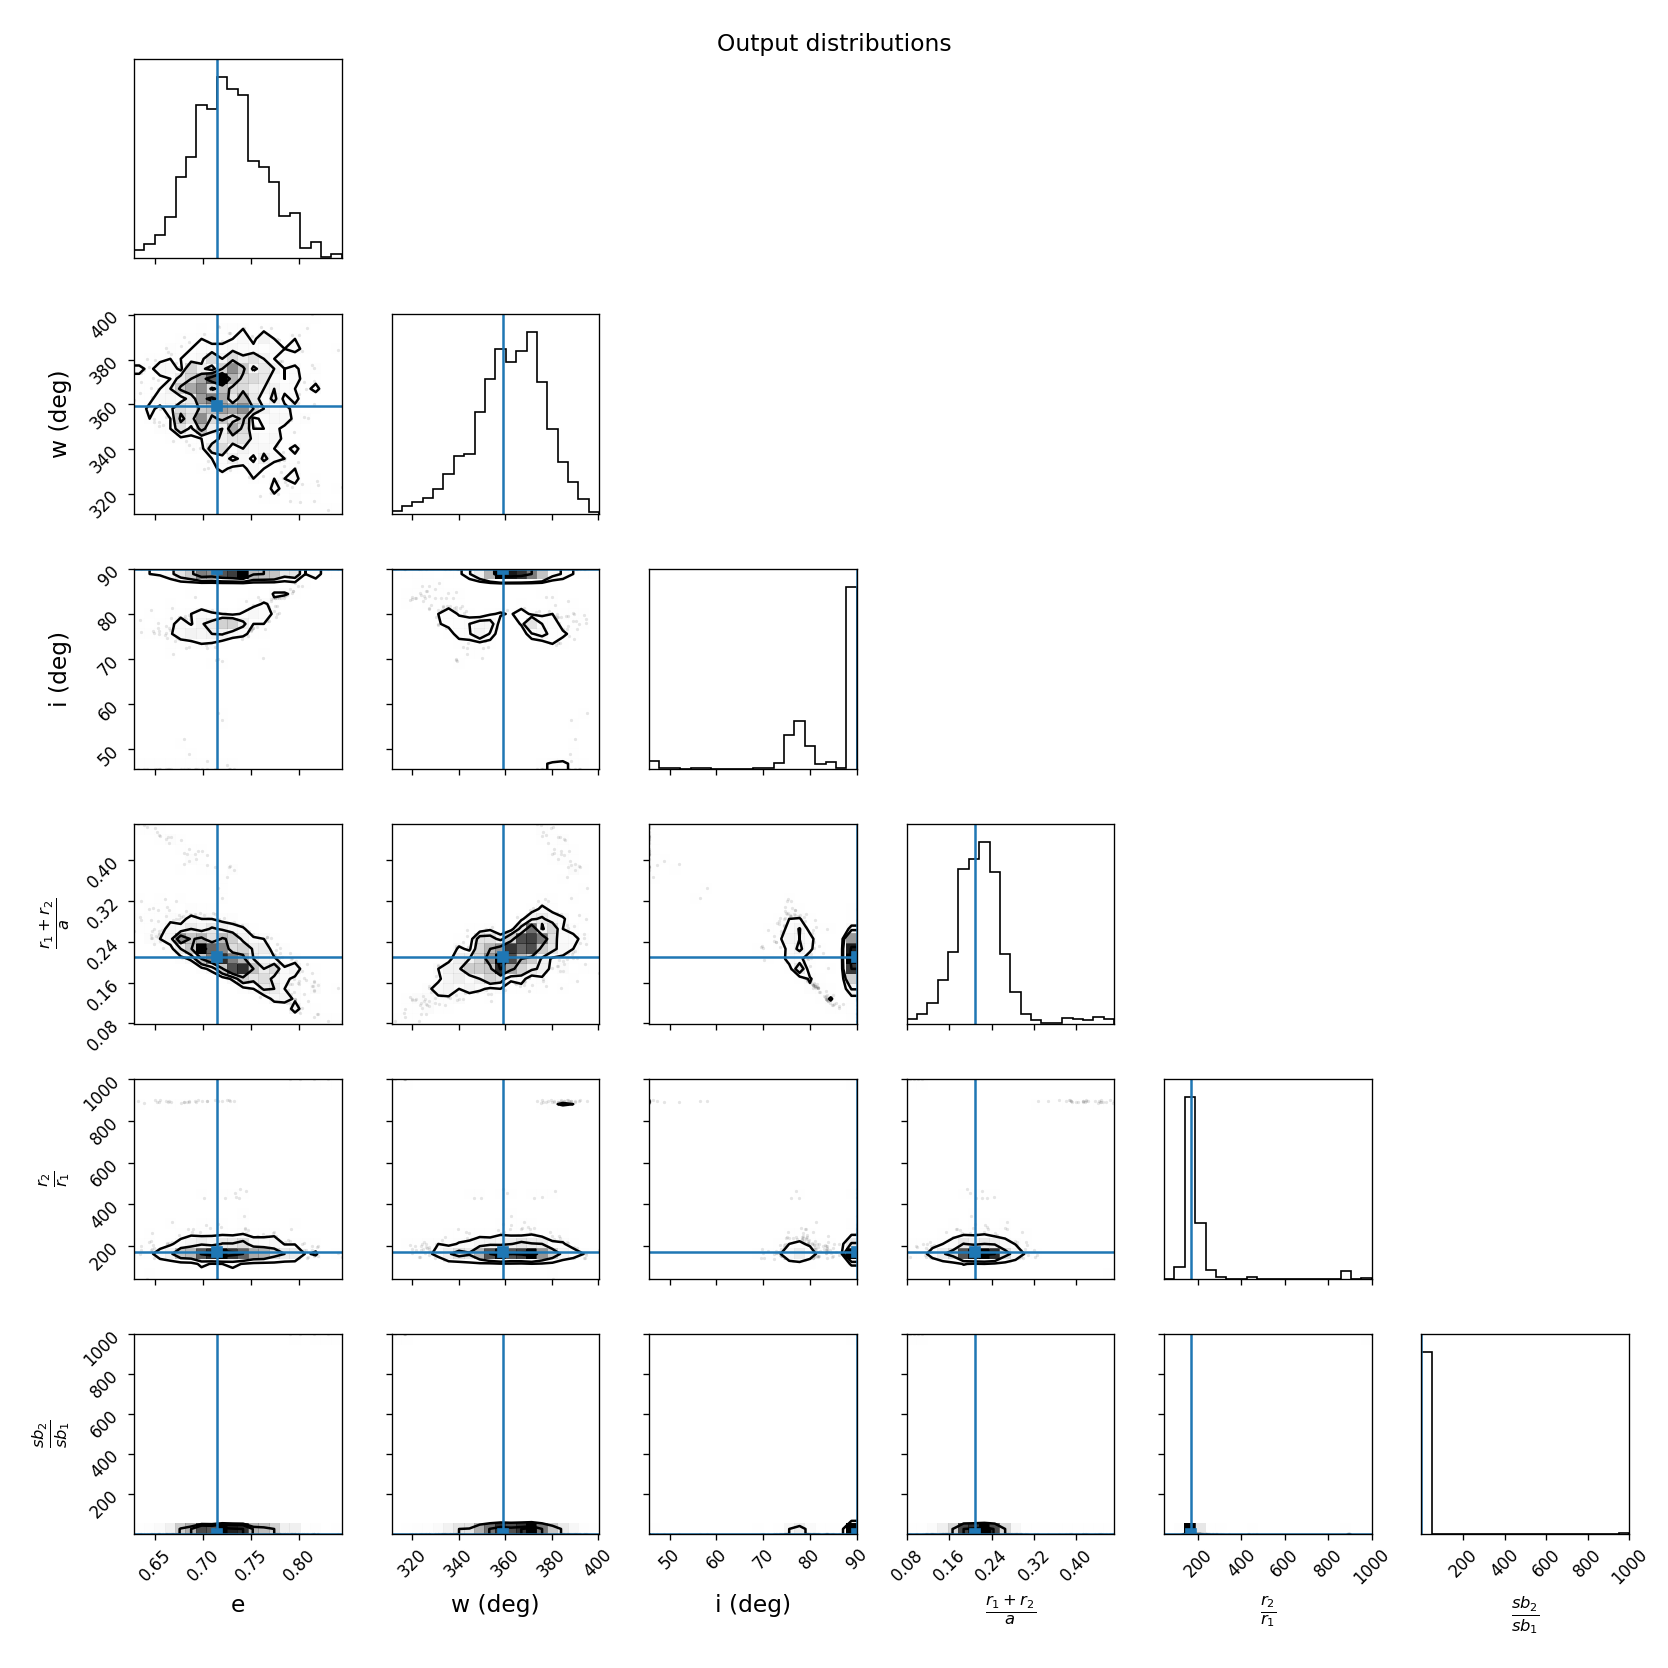 Output distributions
w (deg)
400
380
360
340
320
i (deg)
90
80
70
60
50
r₁ + r₂
a
0.40
0.32
0.24
0.16
0.08
r₂
r₁
1000
800
600
400
200
sb₂
sb₁
1000
800
600
400
200
0.65 0.70 0.75 0.80
320 340 360 380 400
50 60 70 80 90
0.08 0.16 0.24 0.32 0.40
200 400 600 800 1000
200 400 600 800 1000
e
w (deg)
i (deg)
r₁ + r₂
a
r₂
r₁
sb₂
sb₁